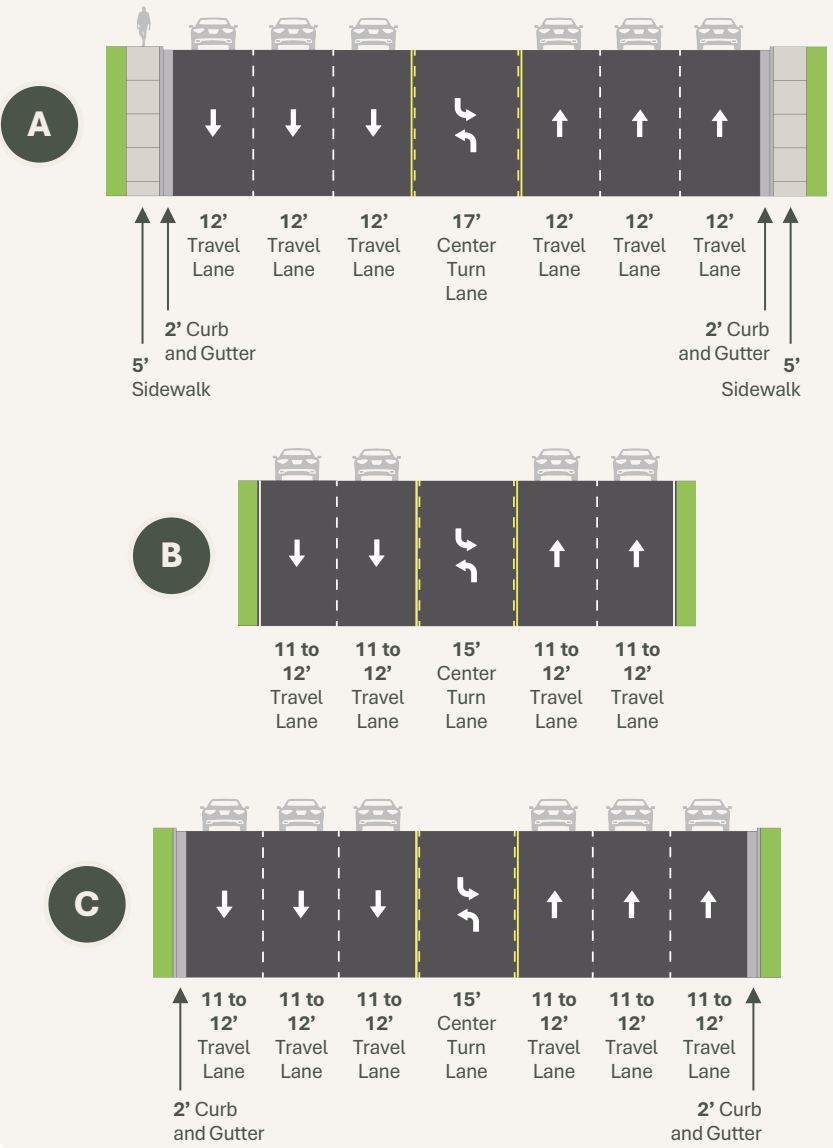 A
12’ 12’ 12’ 17’ 12’ 12’ 12’
Travel Travel Travel Center Travel Travel Travel
Lane Lane Lane Turn Lane Lane Lane
Lane
2’ Curb 2’ Curb
and Gutter and Gutter
5’ 5’
Sidewalk Sidewalk
B
11 to 11 to 15’ 11 to 11 to
12’ 12’ Center 12’ 12’
Travel Travel Turn Travel Travel
Lane Lane Lane Lane Lane
C
11 to 11 to 11 to 15’ 11 to 11 to 11 to
12’ 12’ 12’ Center 12’ 12’ 12’
Travel Travel Travel Turn Travel Travel Travel
Lane Lane Lane Lane Lane Lane Lane
2’ Curb 2’ Curb
and Gutter and Gutter